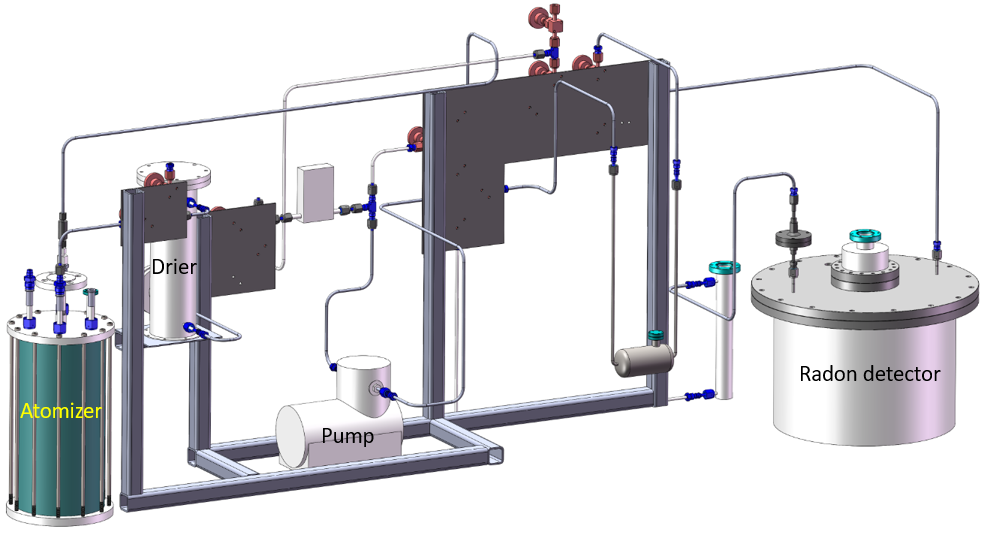 Drier
Atomizer
Pump
Radon detector